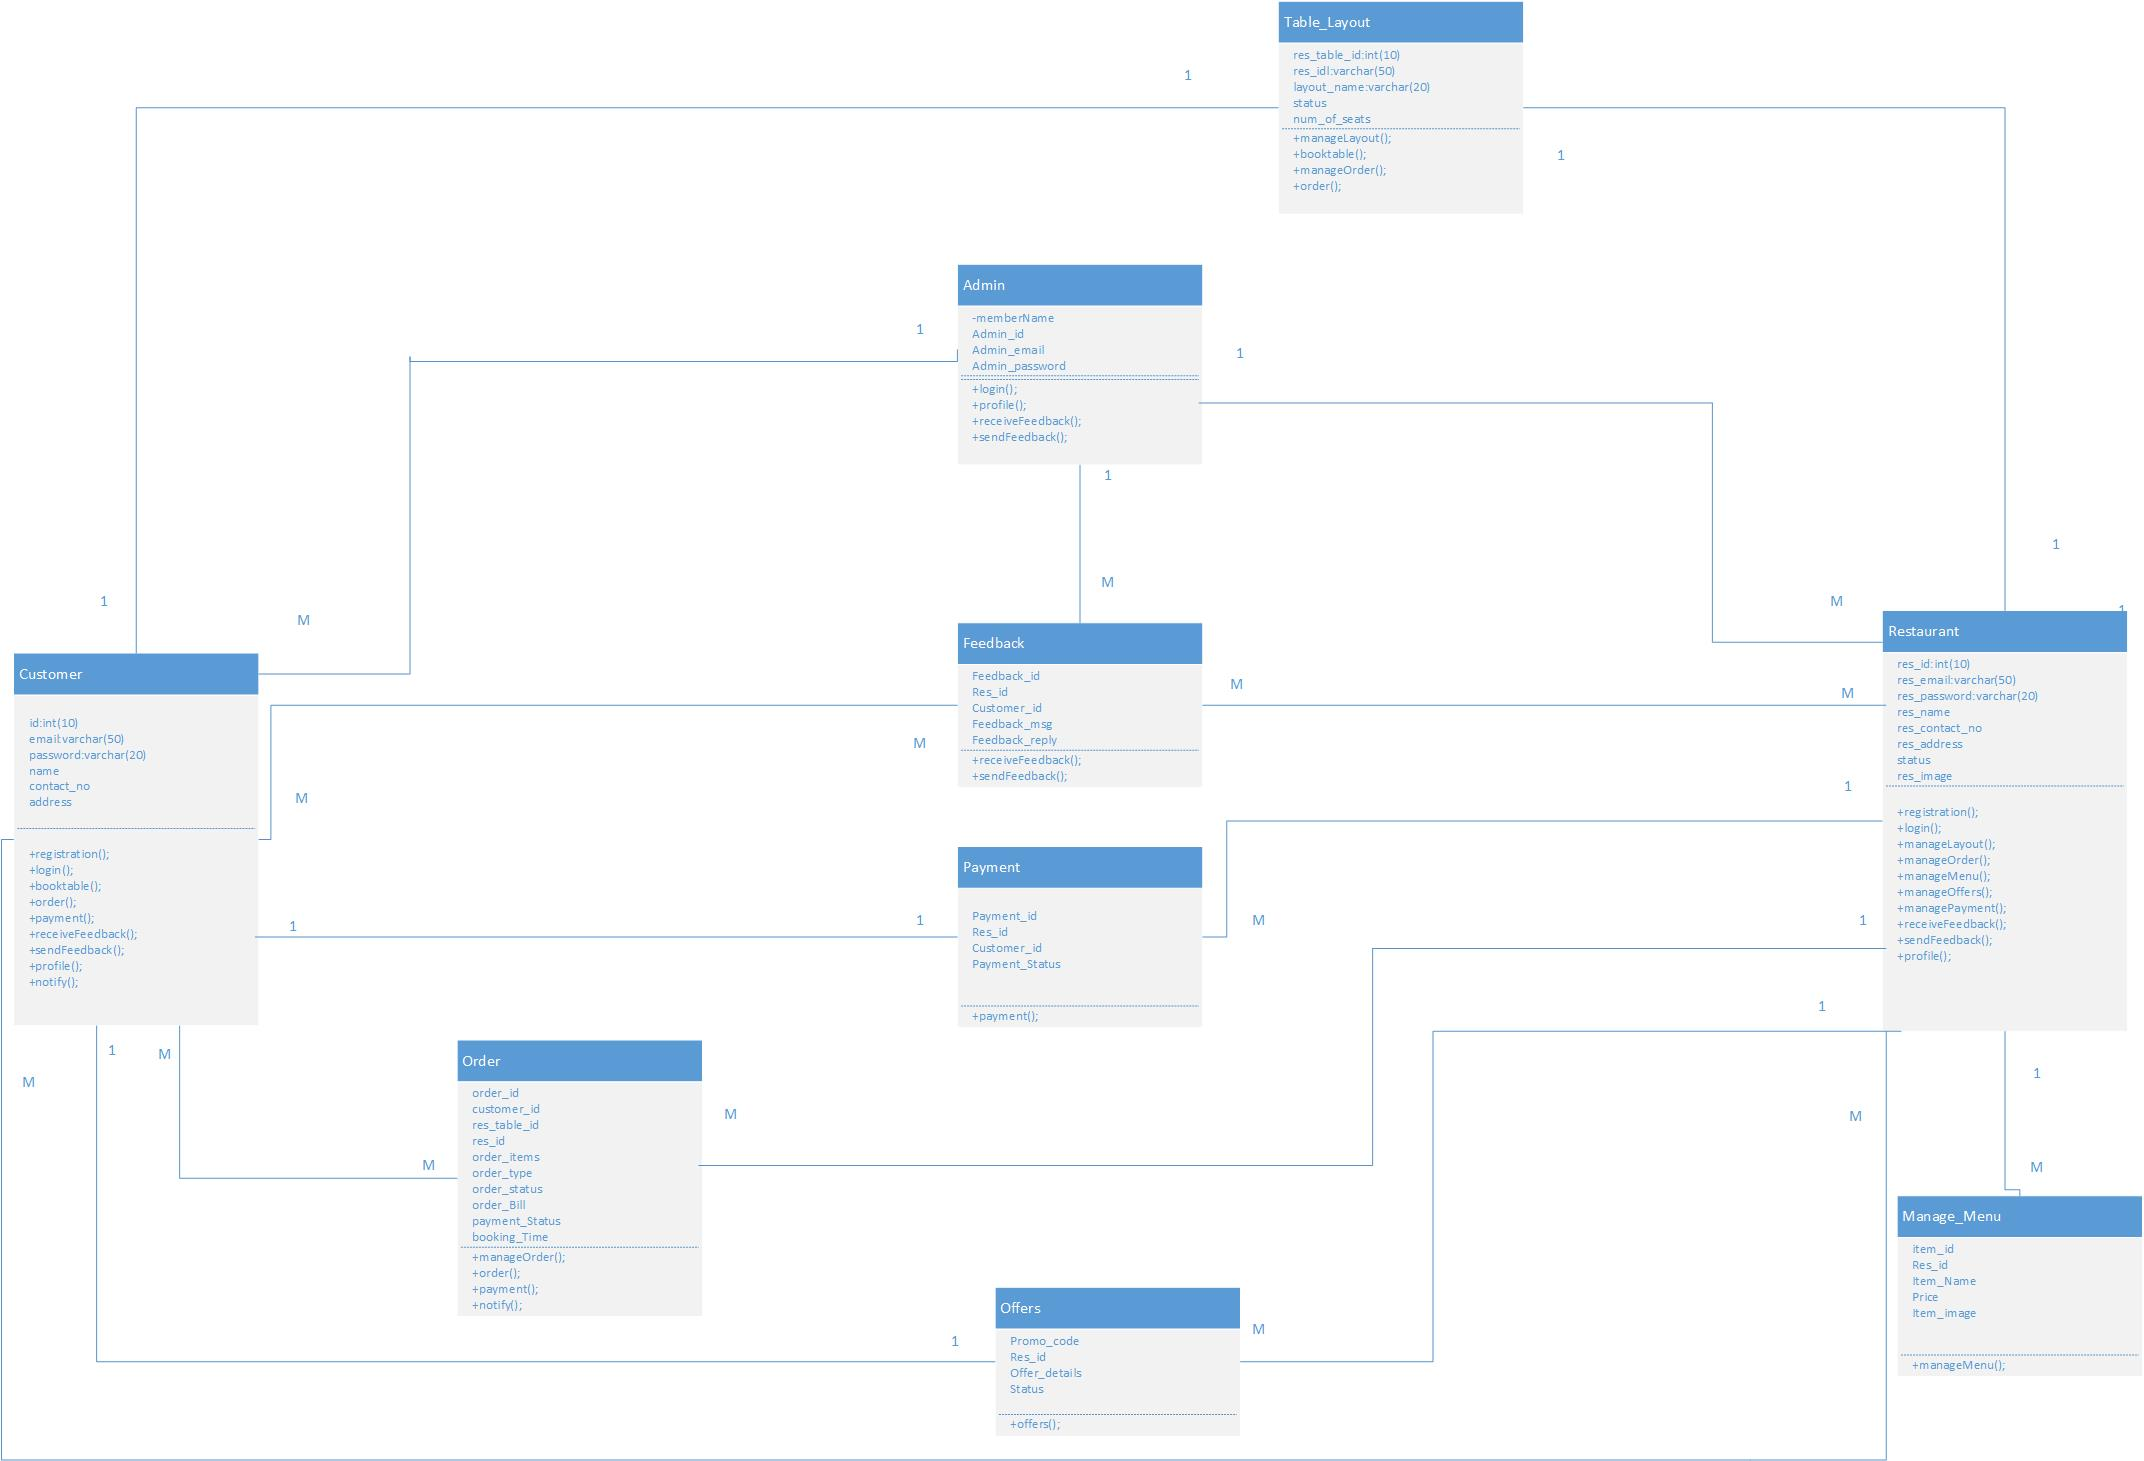 Table_Layout
res_table_id:int(10)
res_idl:varchar(50)
layout_name:varchar(20)
status
num_of_seats
+manageLayout();
+booktable();
+manageOrder();
+order();
1
1
Admin
-memberName
Admin_id
Admin_email
Admin_password
+login();
+profile();
+receiveFeedback();
+sendFeedback();
1
1
1
M
1
M
1
M
1
1
Customer
id:int(10)
email:varchar(50)
password:varchar(20)
name
contact_no
address
+registration();
+login();
+booktable();
+order();
+payment();
+receiveFeedback();
+sendFeedback();
+profile();
+notify();
Feedback
Feedback_id
Res_id
Customer_id
Feedback_msg
Feedback_reply
+receiveFeedback();
+sendFeedback();
M
M
M
M
Restaurant
res_id:int(10)
res_email:varchar(50)
res_password:varchar(20)
res_name
res_contact_no
res_address
status
res_image
+registration();
+login();
+manageLayout();
+manageOrder();
+manageMenu();
+manageOffers();
+managePayment();
+receiveFeedback();
+sendFeedback();
+profile();
Payment
Payment_id
Res_id
Customer_id
Payment_Status
+payment();
1
1
M
1
1
1
1
M
M
Order
order_id
customer_id
res_table_id
res_id
order_items
order_type
order_status
order_Bill
payment_Status
booking_Time
+manageOrder();
+order();
+payment();
+notify();
M
M
M
1
M
Manage_Menu
item_id
Res_id
Item_Name
Price
Item_image
+manageMenu();
Offers
Promo_code
Res_id
Offer_details
Status
+offers();
1
M